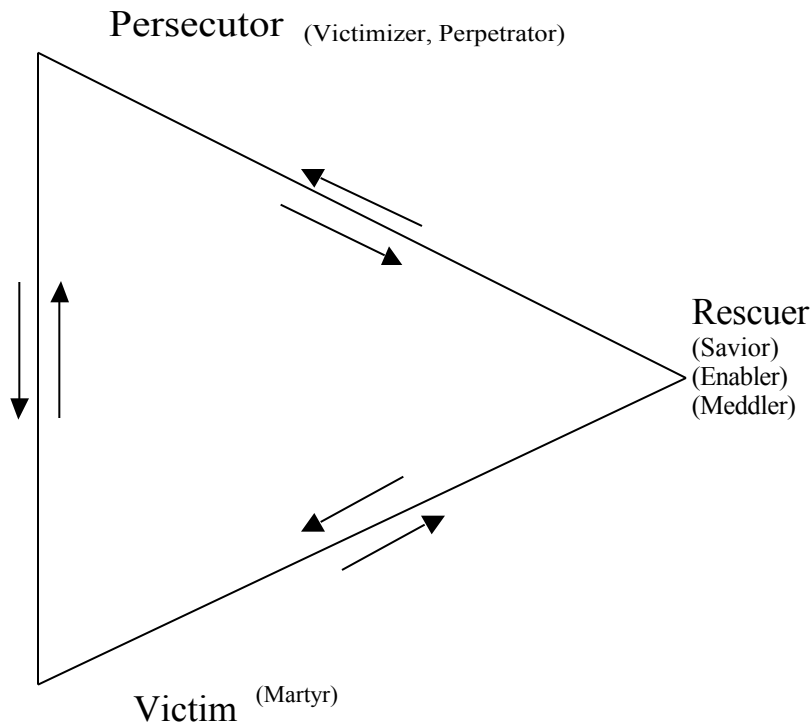 Persecutor (Victimizer, Perpetrator)
Rescuer
(Savior)
(Enabler)
(Meddler)
Victim (Martyr)